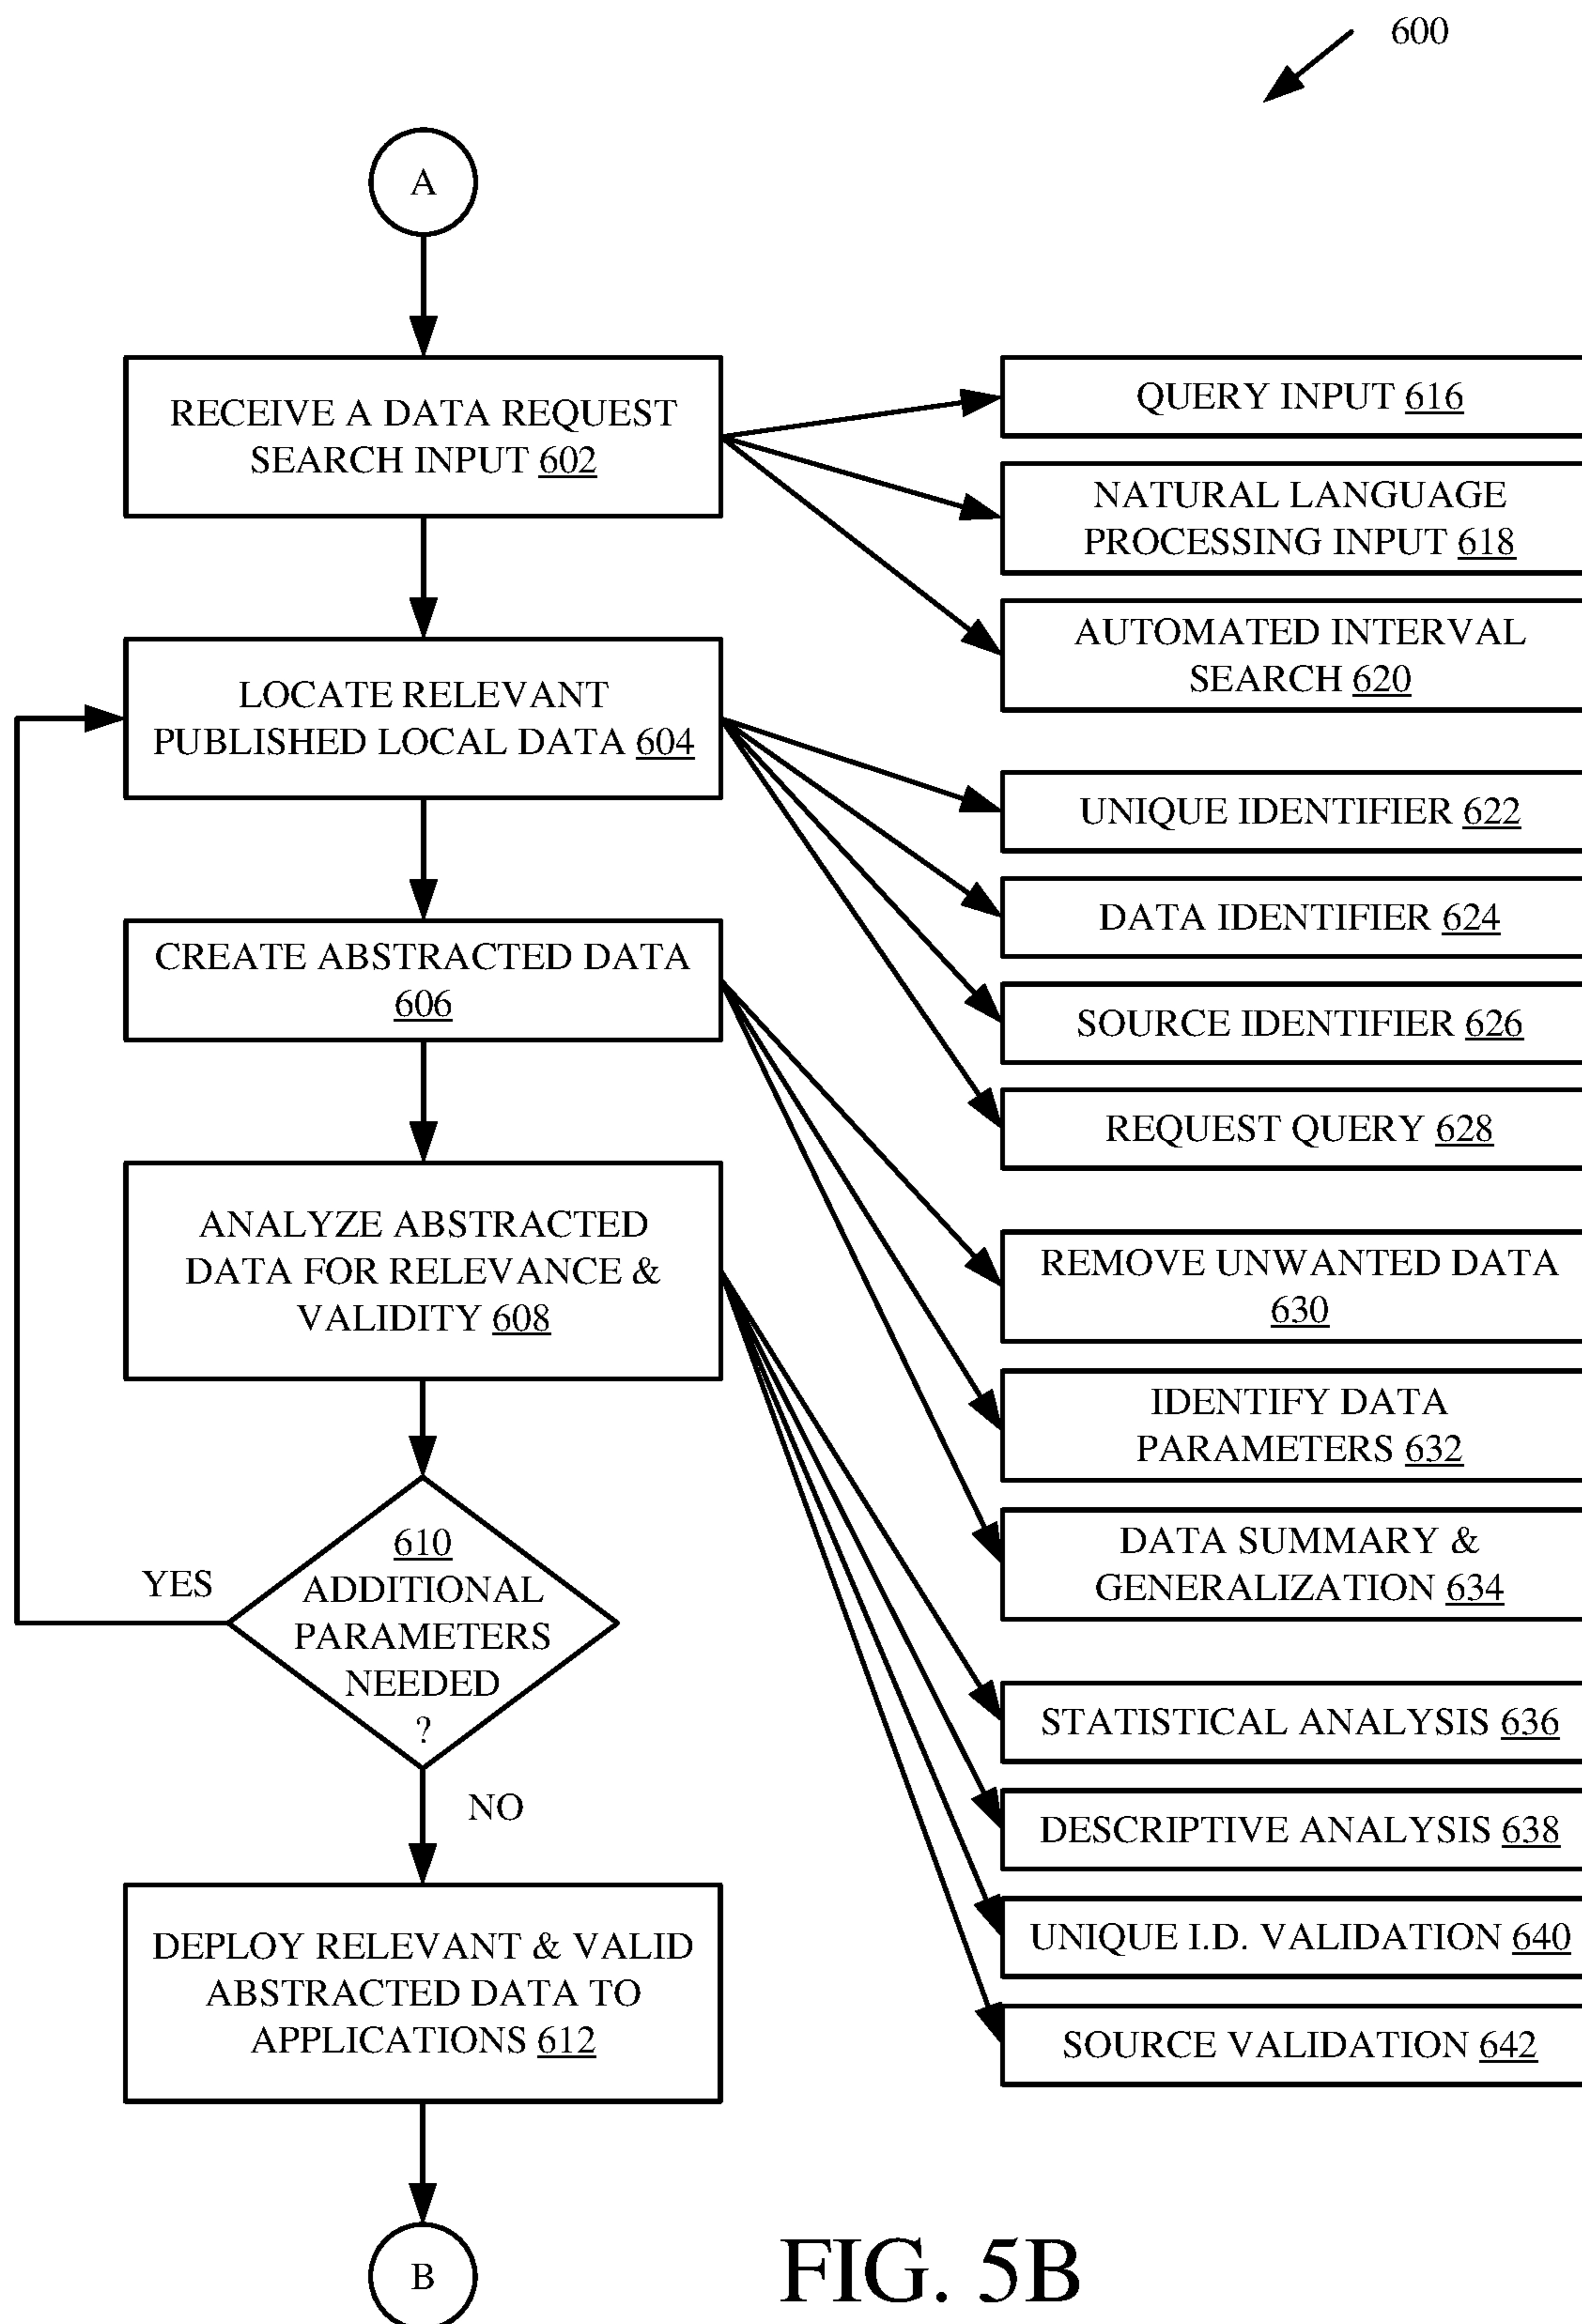 600
A
RECEIVE A DATA REQUEST
SEARCH INPUT 602
QUERY INPUT 616
NATURAL LANGUAGE
PROCESSING INPUT 618
AUTOMATED INTERVAL
SEARCH 620
LOCATE RELEVANT
PUBLISHED LOCAL DATA 604
UNIQUE IDENTIFIER 622
DATA IDENTIFIER 624
SOURCE IDENTIFIER 626
REQUEST QUERY 628
CREATE ABSTRACTED DATA
606
REMOVE UNWANTED DATA
630
IDENTIFY DATA
PARAMETERS 632
DATA SUMMARY &
GENERALIZATION 634
ANALYZE ABSTRACTED
DATA FOR RELEVANCE &
VALIDITY 608
STATISTICAL ANALYSIS 636
DESCRIPTIVE ANALYSIS 638
UNIQUE I.D. VALIDATION 640
SOURCE VALIDATION 642
610
ADDITIONAL
PARAMETERS
NEEDED
?
YES
NO
DEPLOY RELEVANT & VALID
ABSTRACTED DATA TO
APPLICATIONS 612
B
FIG. 5B